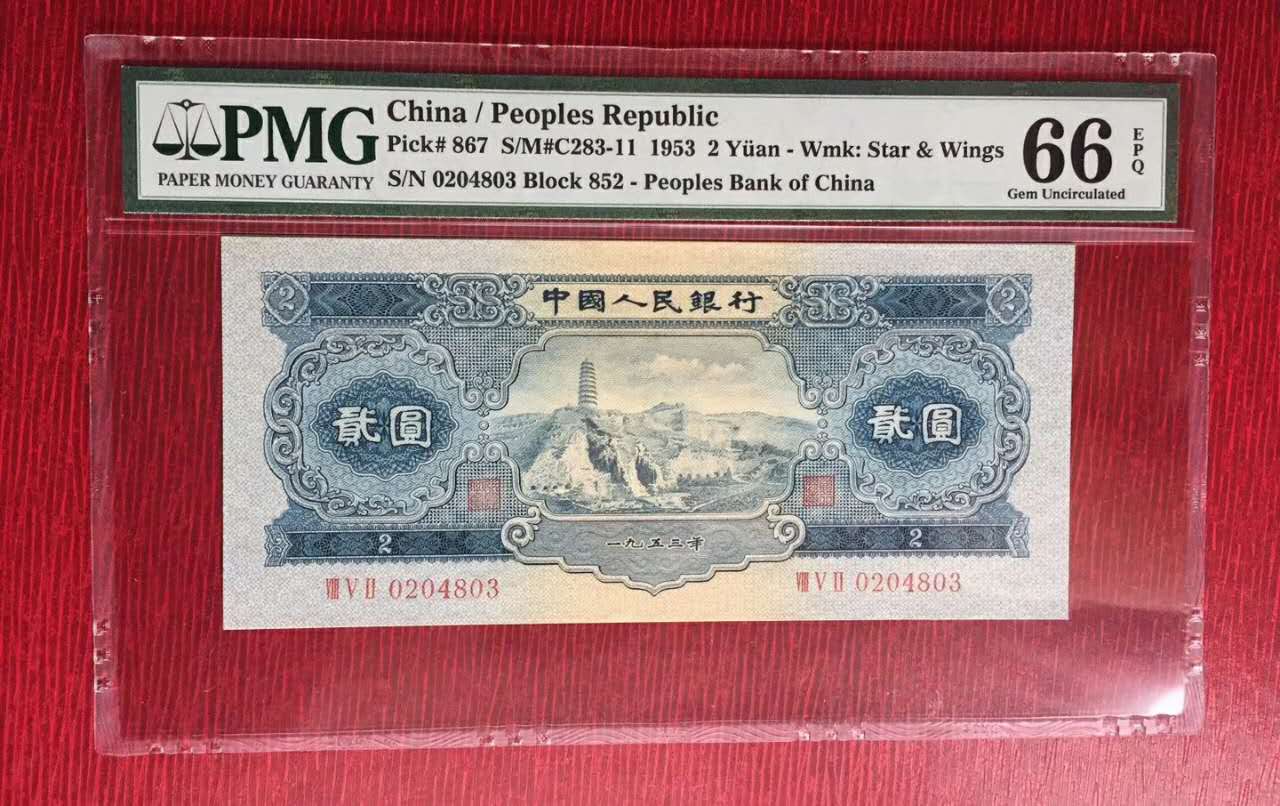 PMG
PAPER MONEY GUARANTY
China / Peoples Republic
Pick# 867 S/M#C283-11 1953 2 Yüan - Wmk: Star & Wings
S/N 0204803 Block 852 - Peoples Bank of China
66
EPQ
Gem Uncirculated
中國人民銀行
2 2
貳圓 貳圓
一九五三年
2 2
Ⅷ Ⅴ Ⅱ 0204803 Ⅷ Ⅴ Ⅱ 0204803